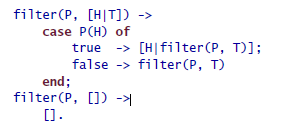 filter(P, [H|T]) ->
    case P(H) of
        true  -> [H|filter(P, T)];
        false -> filter(P, T)
    end;
filter(P, []) ->
    [].